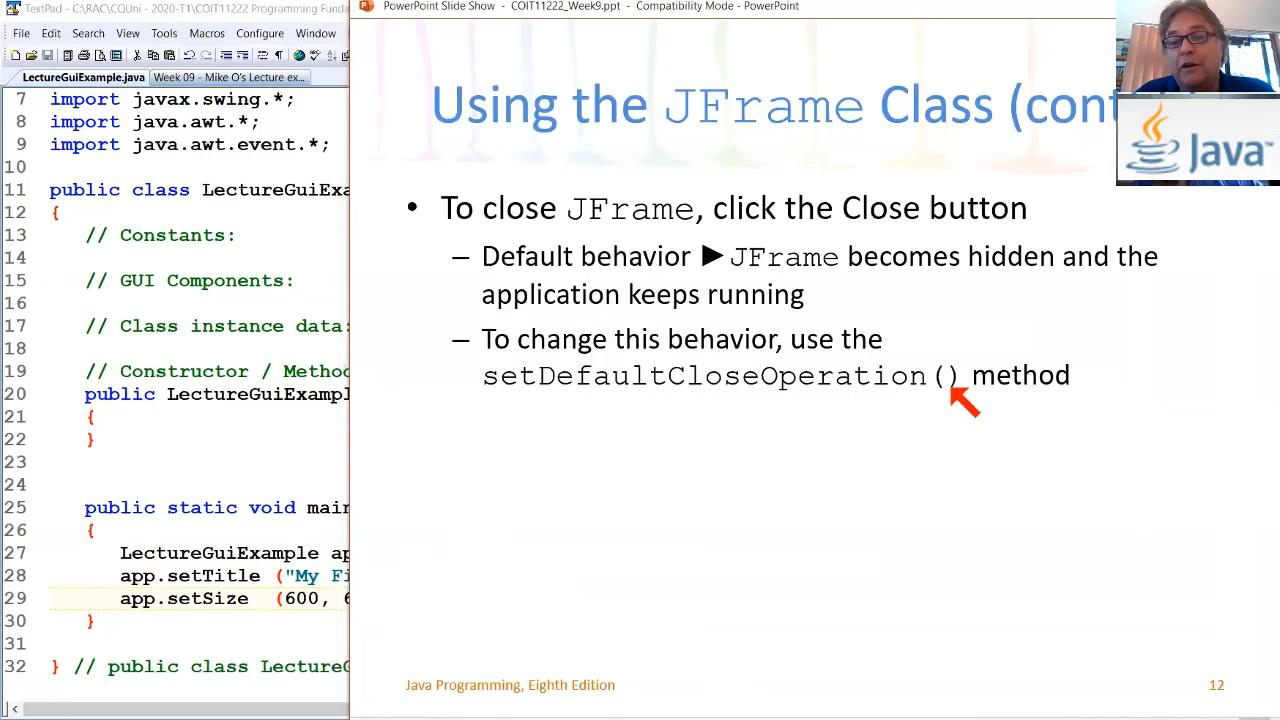 TextPad - C:\RAC\CQUni - 2020-T1\COIT11222 Programming Funda
File Edit Search View Tools Macros Configure Window
LectureGuiExample.java Week 09 - Mike O's Lecture ex...
7 import javax.swing.*;
8 import java.awt.*;
9 import java.awt.event.*;
10
11 public class LectureGuiExa
12 {
13 // Constants:
14
15 // GUI Components:
16
17 // Class instance data:
18
19 // Constructor / Metho
20 public LectureGuiExampl
21 {
22 }
23
24
25 public static void main
26 {
27 LectureGuiExample ap
28 app.setTitle ("My Fi
29 app.setSize (600, 6
30 }
31
32 } // public class LectureG
PowerPoint Slide Show - COIT11222_Week9.ppt - Compatibility Mode - PowerPoint
Using the JFrame Class (cont
Java™
• To close JFrame, click the Close button
– Default behavior ►JFrame becomes hidden and the
application keeps running
– To change this behavior, use the
setDefaultCloseOperation() method
Java Programming, Eighth Edition
12